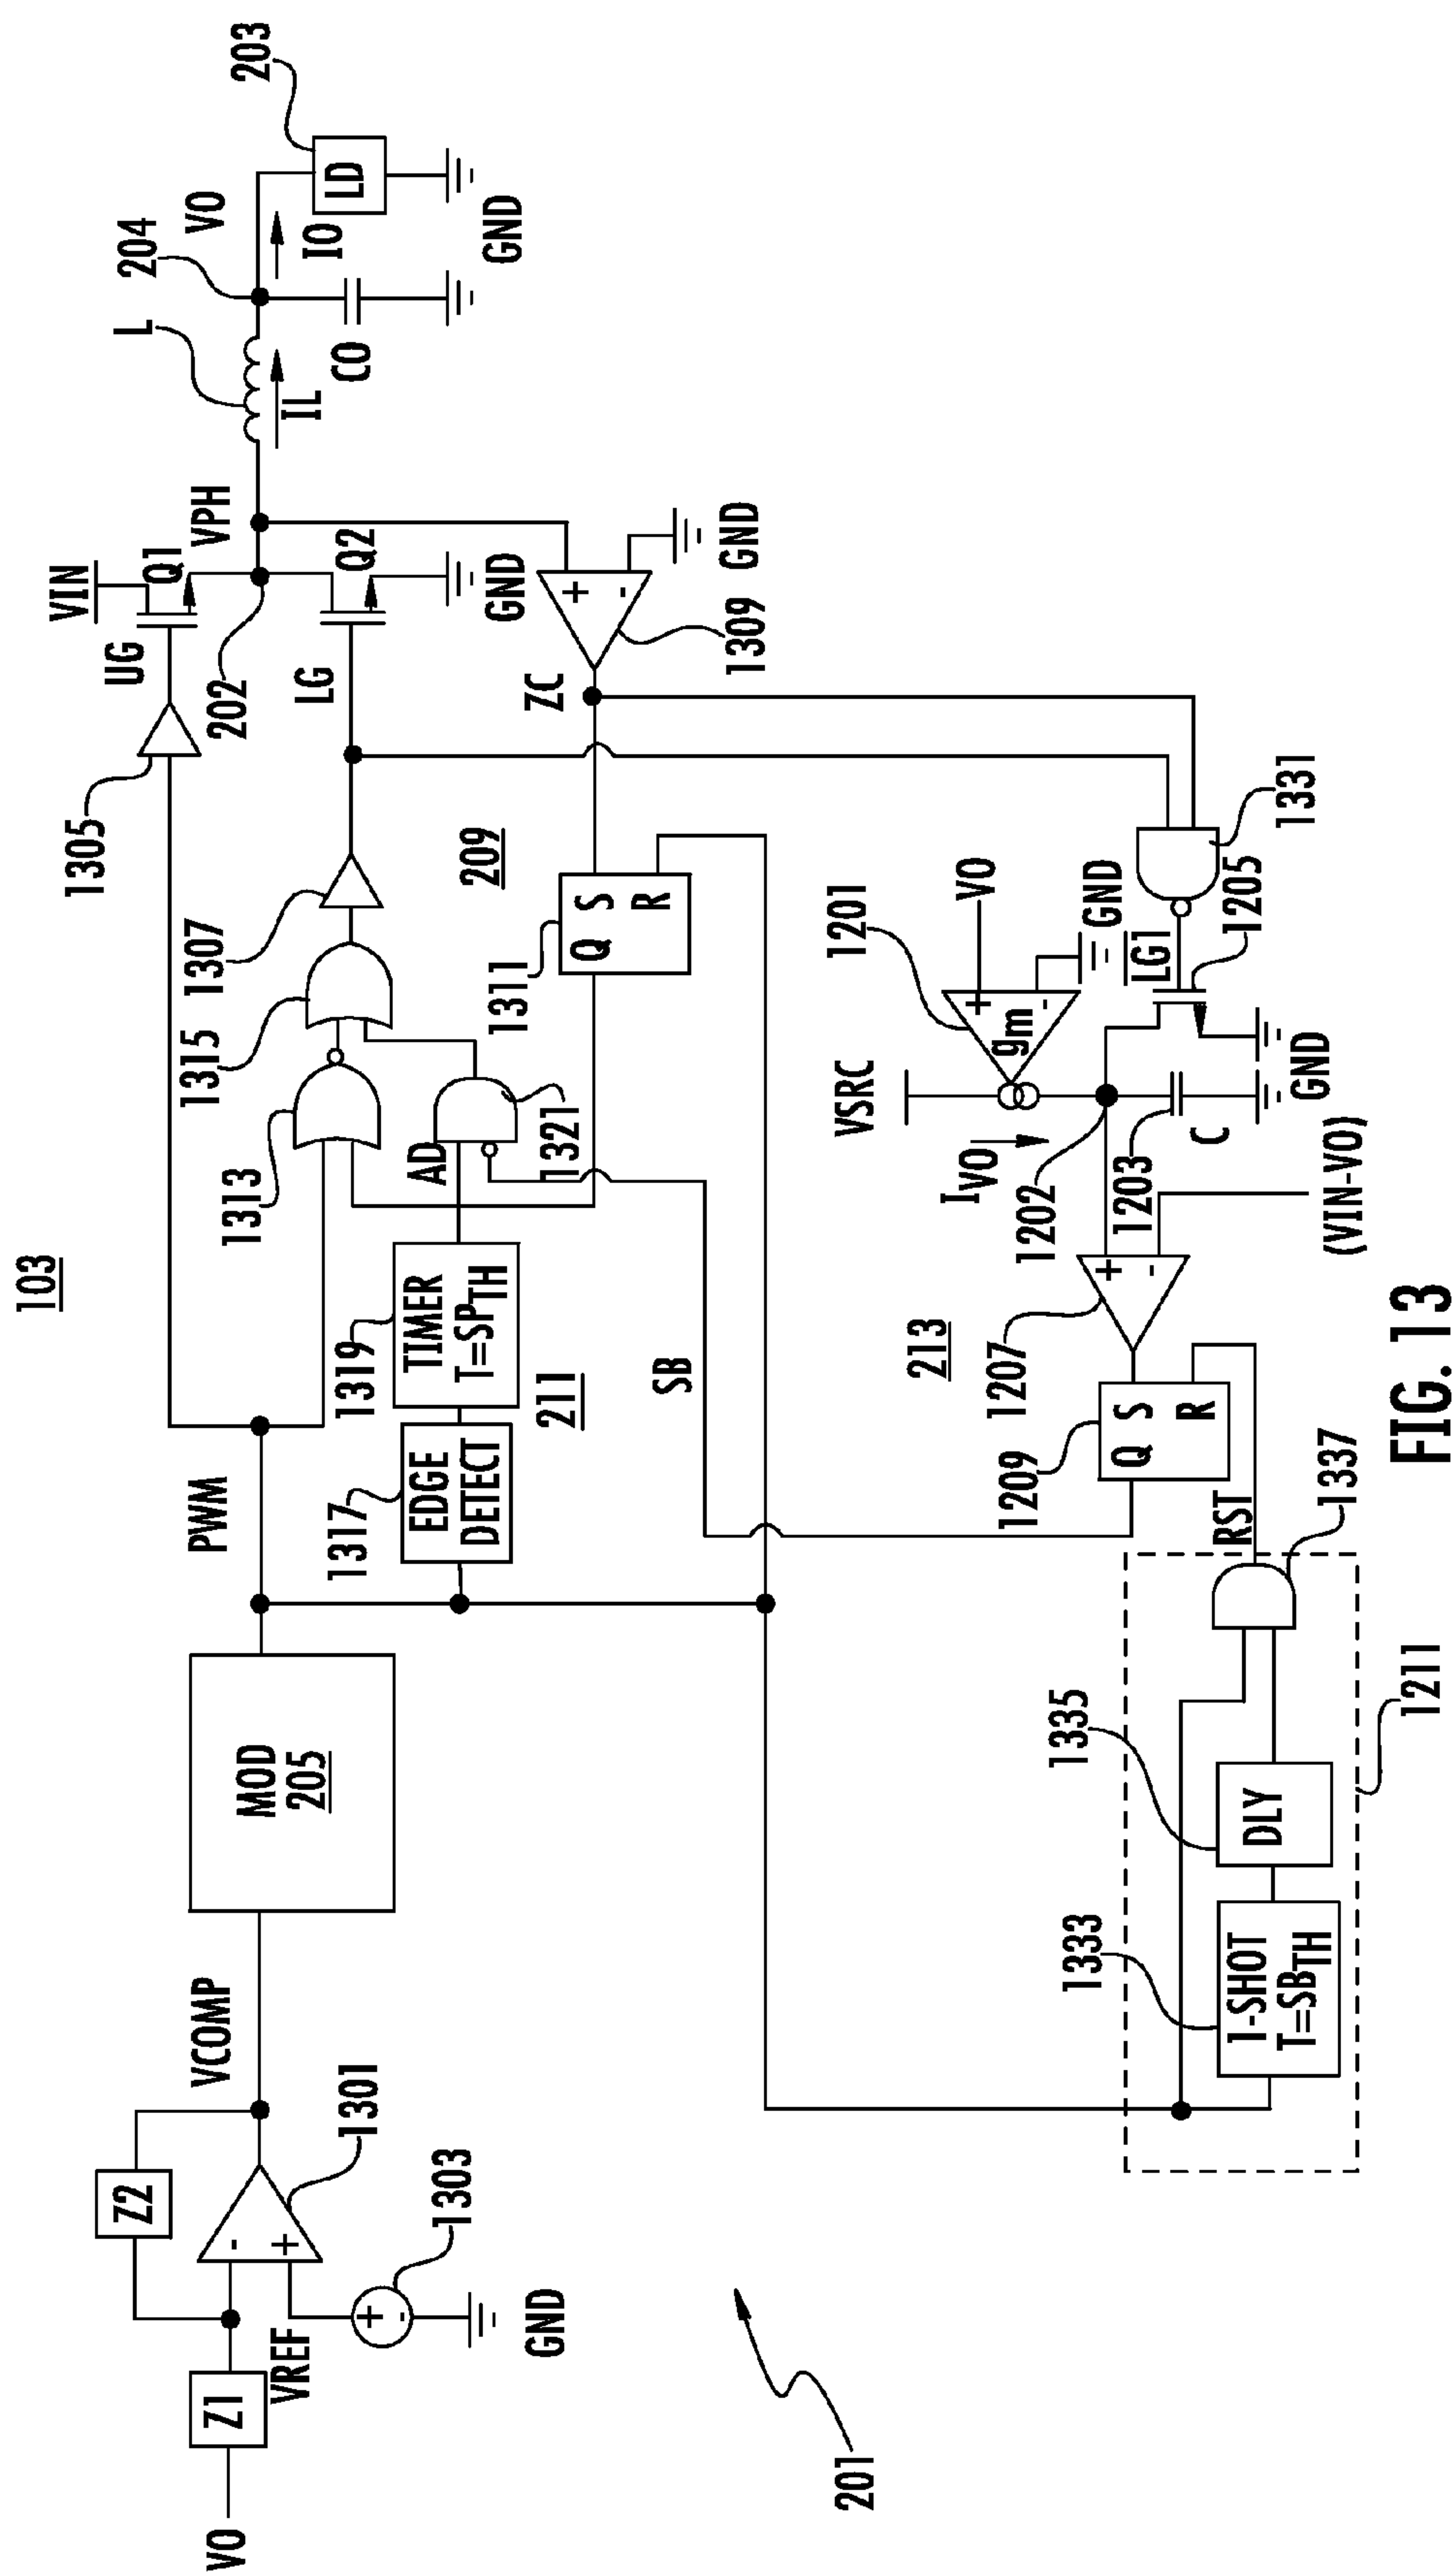 103
VIN
UG
Q1
VPH
L
204
VO
203
LD
IO
IL
CO
GND
1305
202
LG
Q2
GND
1307
1315
1313
209
ZC
1309
GND
PWM
VCOMP
MOD
205
Z2
1301
VO
Z1
VREF
1303
GND
1317
EDGE
DETECT
1319
TIMER
T=SPTH
211
AD
1321
1311
Q S
R
SB
213
1201
VO
gm
GND
VSRC
IVO
1202
1203
C
GND
LG1
1205
1331
1207
(VIN-VO)
1209
Q S
R
RST
1337
1335
DLY
1333
1-SHOT
T=SBTH
1211
201
FIG. 13
+
-
+
-
+
-
+
-
+
-